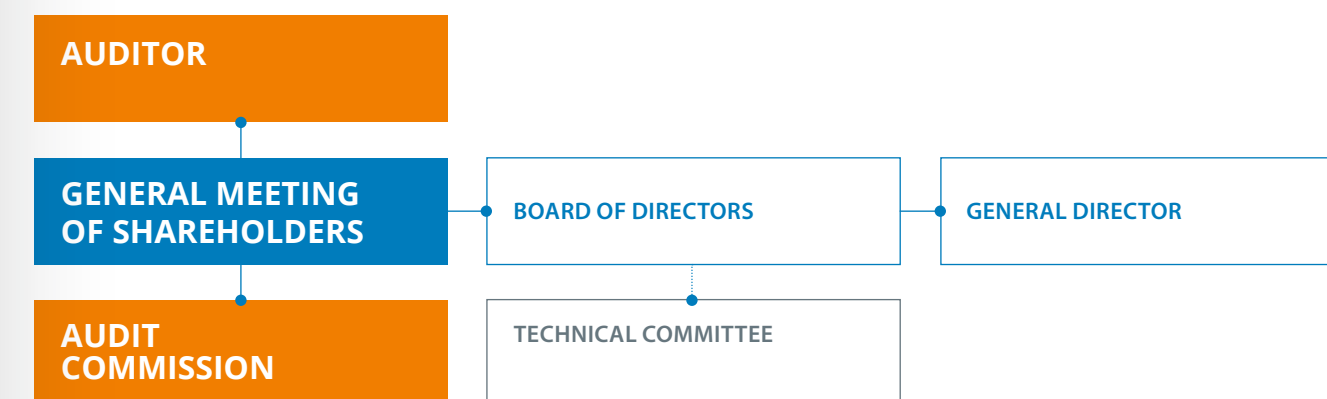 AUDITOR
GENERAL MEETING
OF SHAREHOLDERS
BOARD OF DIRECTORS
GENERAL DIRECTOR
AUDIT
COMMISSION
TECHNICAL COMMITTEE